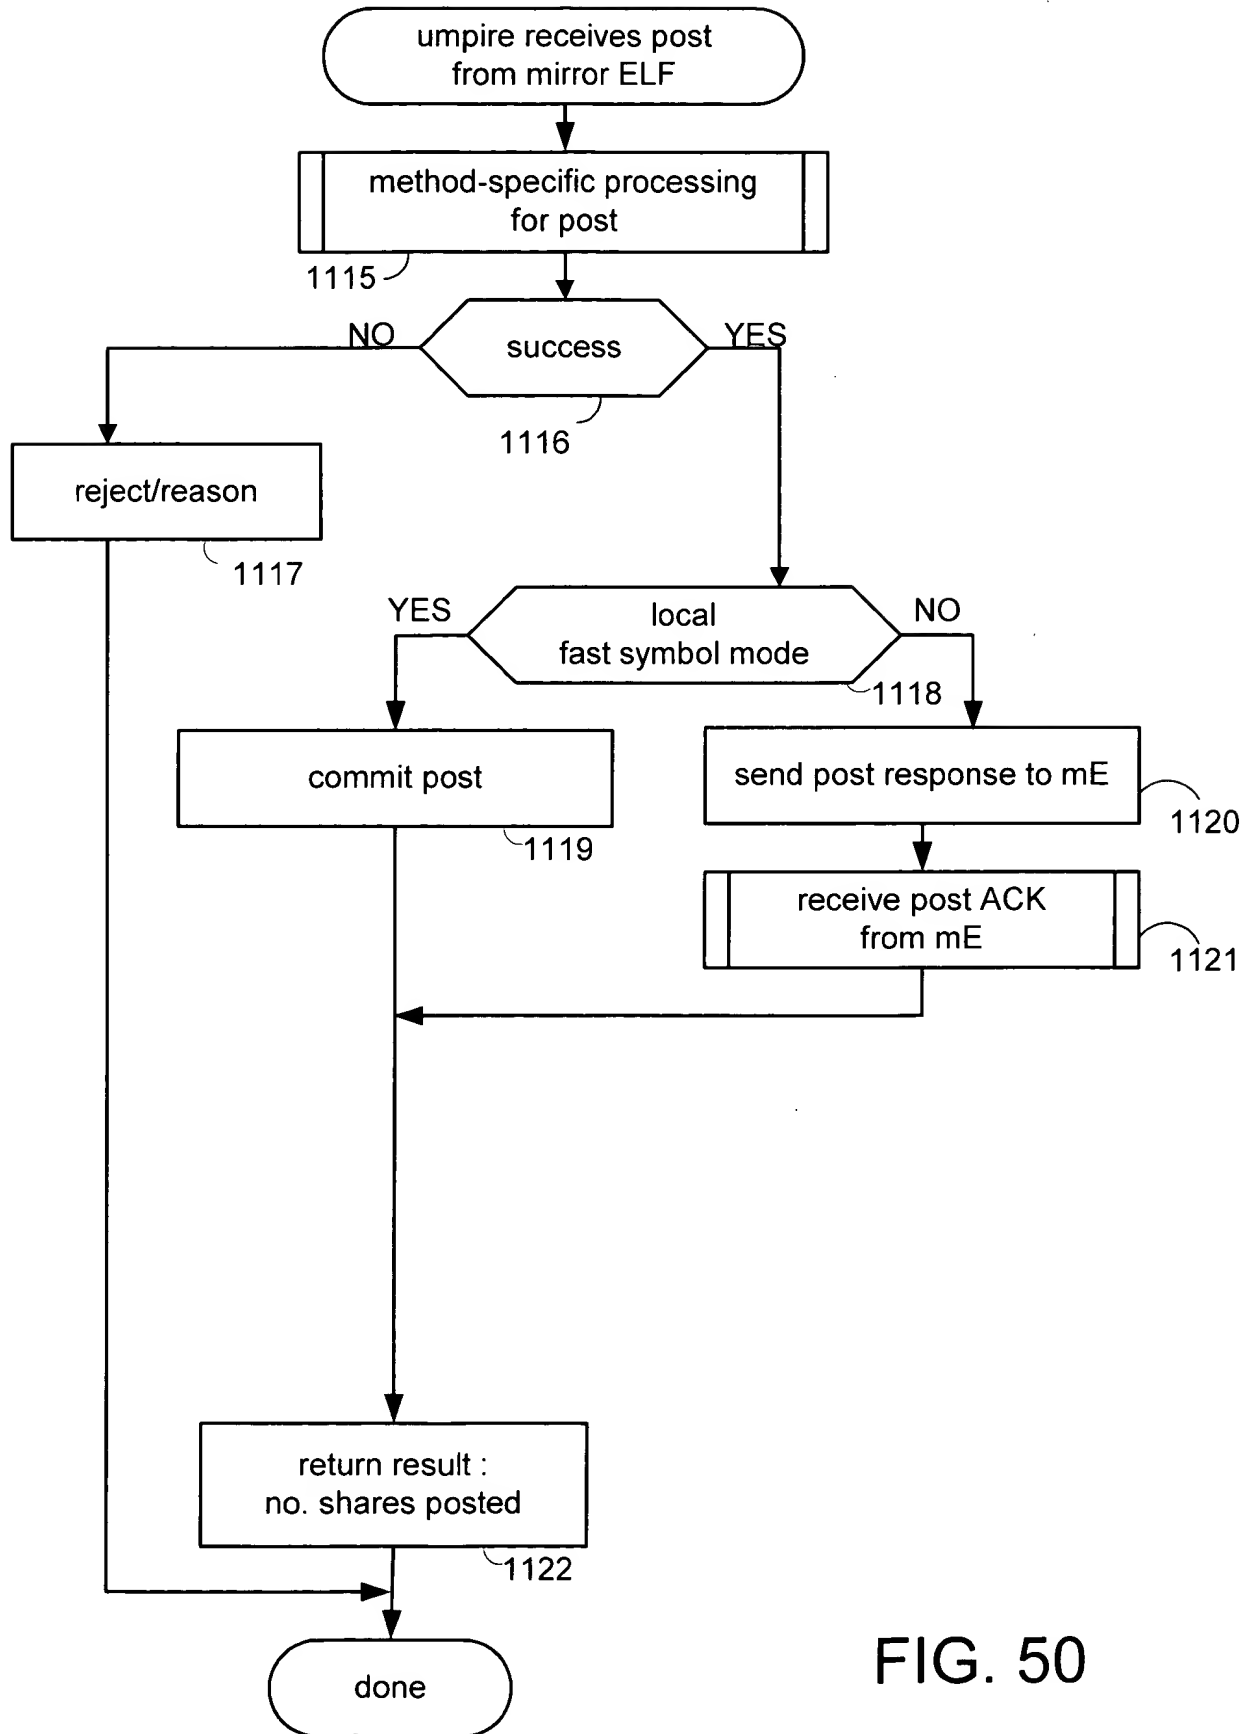 umpire receives post
from mirror ELF
method-specific processing
for post
1115
NO
YES
success
1116
reject/reason
1117
YES
local
fast symbol mode
NO
1118
commit post
1119
send post response to mE
1120
receive post ACK
from mE
1121
return result :
no. shares posted
1122
done
FIG. 50